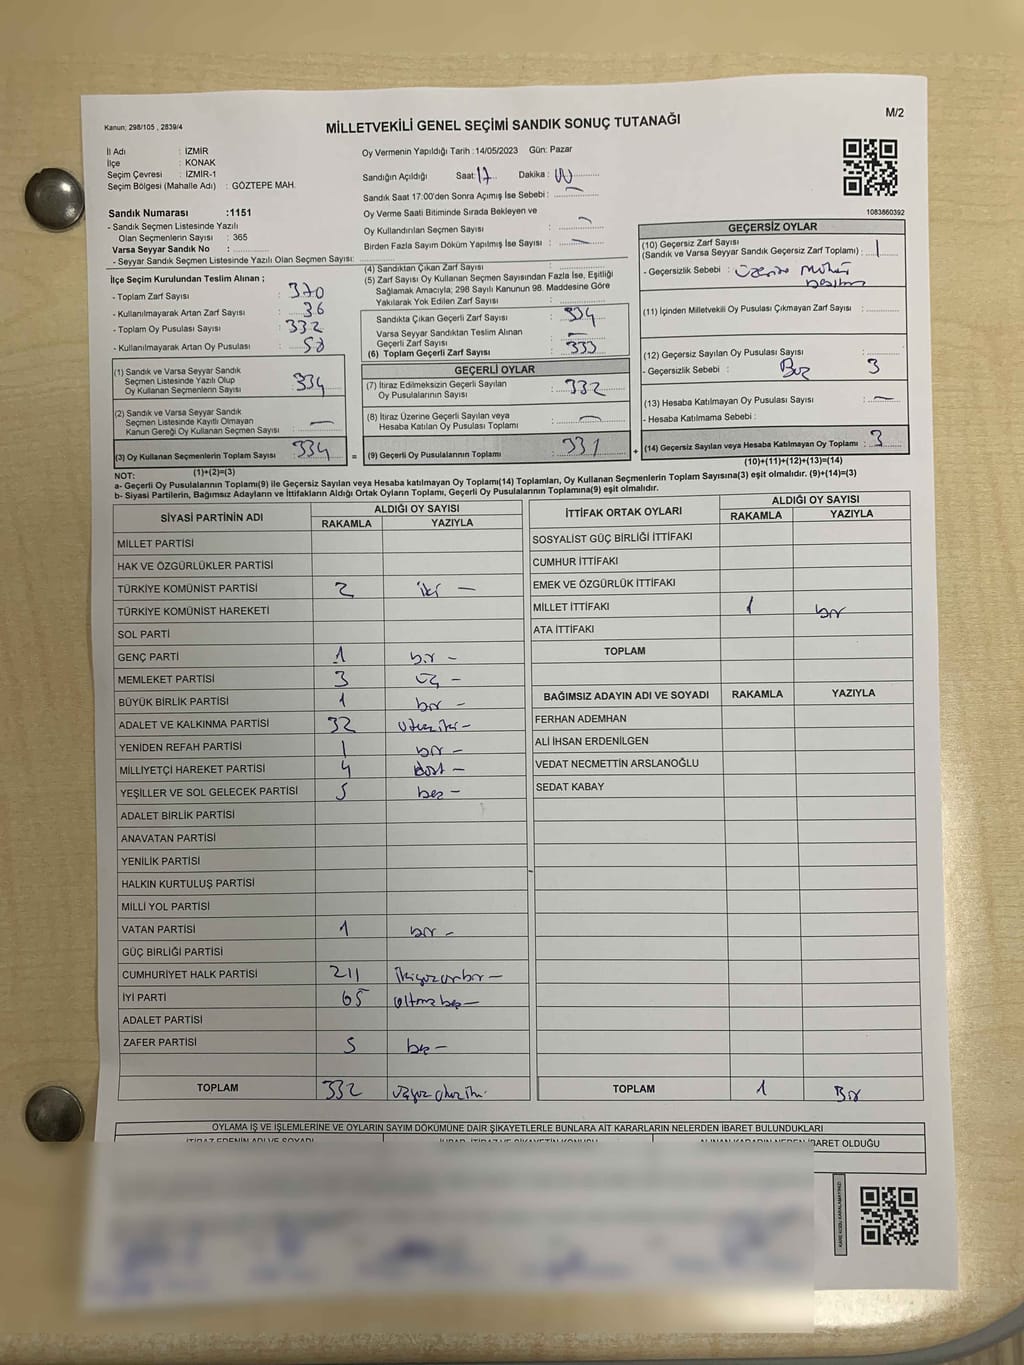 Kanun; 298/105 , 2839/4
M/2
MİLLETVEKİLİ GENEL SEÇİMİ SANDIK SONUÇ TUTANAĞI
İl Adı : İZMİR
İlçe : KONAK
Seçim Çevresi : İZMİR-1
Seçim Bölgesi (Mahalle Adı) : GÖZTEPE MAH.
Sandık Numarası :1151
- Sandık Seçmen Listesinde Yazılı
Olan Seçmenlerin Sayısı : 365
Varsa Seyyar Sandık No :
- Seyyar Sandık Seçmen Listesinde Yazılı Olan Seçmen Sayısı:
Oy Vermenin Yapıldığı Tarih :14/05/2023 Gün: Pazar
Sandığın Açıldığı Saat: 17 Dakika : 00
Sandık Saat 17:00'den Sonra Açımış İse Sebebi :
Oy Verme Saati Bitiminde Sırada Bekleyen ve
Oy Kullandırılan Seçmen Sayısı :
Birden Fazla Sayım Döküm Yapılmış İse Sayısı :
1083860392
İlçe Seçim Kurulundan Teslim Alınan ;
- Toplam Zarf Sayısı : 370
- Kullanılmayarak Artan Zarf Sayısı : 36
- Toplam Oy Pusulası Sayısı : 332
- Kullanılmayarak Artan Oy Pusulası :
(1) Sandık ve Varsa Seyyar Sandık
Seçmen Listesinde Yazılı Olup
Oy Kullanan Seçmenlerin Sayısı : 334
(2) Sandık ve Varsa Seyyar Sandık
Seçmen Listesinde Kayıtlı Olmayan
Kanun Gereği Oy Kullanan Seçmen Sayısı : —
(3) Oy Kullanan Seçmenlerin Toplam Sayısı : 334
(1)+(2)=(3)
(4) Sandıktan Çıkan Zarf Sayısı :
(5) Zarf Sayısı Oy Kullanan Seçmen Sayısından Fazla İse, Eşitliği
Sağlamak Amacıyla; 298 Sayılı Kanunun 98. Maddesine Göre
Yakılarak Yok Edilen Zarf Sayısı :
Sandıkta Çıkan Geçerli Zarf Sayısı : 334
Varsa Seyyar Sandıktan Teslim Alınan
Geçerli Zarf Sayısı : —
(6) Toplam Geçerli Zarf Sayısı : 333
GEÇERLİ OYLAR
(7) İtiraz Edilmeksizin Geçerli Sayılan
Oy Pusulalarının Sayısı : 332
(8) İtiraz Üzerine Geçerli Sayılan veya
Hesaba Katılan Oy Pusulası Toplamı : —
= (9) Geçerli Oy Pusulalarının Toplamı : 331 +
GEÇERSİZ OYLAR
(10) Geçersiz Zarf Sayısı
(Sandık ve Varsa Seyyar Sandık Geçersiz Zarf Toplamı) : 1
- Geçersizlik Sebebi : Üzerine Mühür
(11) İçinden Milletvekili Oy Pusulası Çıkmayan Zarf Sayısı :
(12) Geçersiz Sayılan Oy Pusulası Sayısı : 3
- Geçersizlik Sebebi :
(13) Hesaba Katılmayan Oy Pusulası Sayısı : —
- Hesaba Katılmama Sebebi :
(14) Geçersiz Sayılan veya Hesaba Katılmayan Oy Toplamı : 3
(10)+(11)+(12)+(13)=(14)
NOT:
a- Geçerli Oy Pusulalarının Toplamı(9) ile Geçersiz Sayılan veya Hesaba Katılmayan Oy Toplamı(14) Toplamları, Oy Kullanan Seçmenlerin Toplam Sayısına(3) eşit olmalıdır. (9)+(14)=(3)
b- Siyasi Partilerin, Bağımsız Adayların ve İttifakların Aldığı Ortak Oyların Toplamı, Geçerli Oy Pusulalarının Toplamına(9) eşit olmalıdır.
SİYASİ PARTİNİN ADI
ALDIĞI OY SAYISI
RAKAMLA YAZIYLA
MİLLET PARTİSİ
HAK VE ÖZGÜRLÜKLER PARTİSİ
TÜRKİYE KOMÜNİST PARTİSİ 2 iki —
TÜRKİYE KOMÜNİST HAREKETİ
SOL PARTİ
GENÇ PARTİ 1 bir —
MEMLEKET PARTİSİ 3 üç —
BÜYÜK BİRLİK PARTİSİ 1 bir —
ADALET VE KALKINMA PARTİSİ 32 otuziki —
YENİDEN REFAH PARTİSİ 1 bir —
MİLLİYETÇİ HAREKET PARTİSİ 4 dört —
YEŞİLLER VE SOL GELECEK PARTİSİ 5 beş —
ADALET BİRLİK PARTİSİ
ANAVATAN PARTİSİ
YENİLİK PARTİSİ
HALKIN KURTULUŞ PARTİSİ
MİLLİ YOL PARTİSİ
VATAN PARTİSİ 1 bir —
GÜÇ BİRLİĞİ PARTİSİ
CUMHURİYET HALK PARTİSİ 211 ikiyüzonbir —
İYİ PARTİ 65 altmışbeş —
ADALET PARTİSİ
ZAFER PARTİSİ 5 beş —
TOPLAM 332 üçyüzotuziki
İTTİFAK ORTAK OYLARI
ALDIĞI OY SAYISI
RAKAMLA YAZIYLA
SOSYALİST GÜÇ BİRLİĞİ İTTİFAKI
CUMHUR İTTİFAKI
EMEK VE ÖZGÜRLÜK İTTİFAKI
MİLLET İTTİFAKI 1 bir
ATA İTTİFAKI
TOPLAM
BAĞIMSIZ ADAYIN ADI VE SOYADI RAKAMLA YAZIYLA
FERHAN ADEMHAN
ALİ İHSAN ERDENİLGEN
VEDAT NECMETTİN ARSLANOĞLU
SEDAT KABAY
TOPLAM 1 Bir
OYLAMA İŞ VE İŞLEMLERİNE VE OYLARIN SAYIM DÖKÜMÜNE DAİR ŞİKAYETLERLE BUNLARA AİT KARARLARIN NELERDEN İBARET BULUNDUKLARI
İTİRAZ EDENİN ADI VE SOYADI
İBARET OLDUĞU